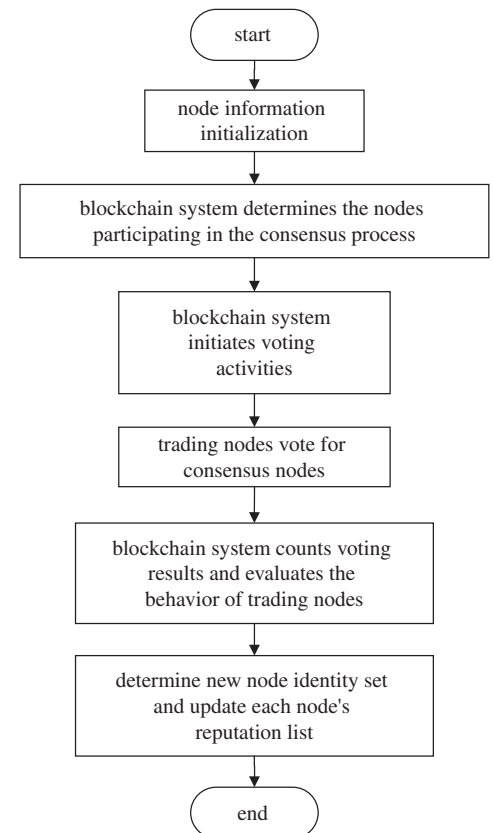 start
node information
initialization
blockchain system determines the nodes
participating in the consensus process
blockchain system
initiates voting
activities
trading nodes vote for
consensus nodes
blockchain system counts voting
results and evaluates the
behavior of trading nodes
determine new node identity set
and update each node's
reputation list
end